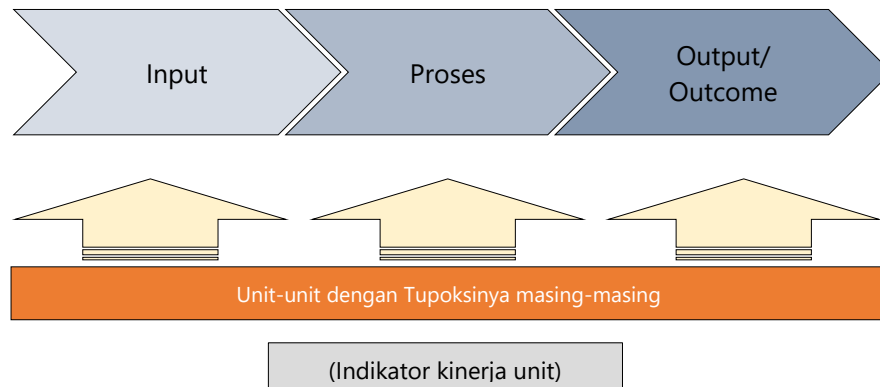 Input
Proses
Output/
Outcome
Unit-unit dengan Tupoksinya masing-masing
(Indikator kinerja unit)